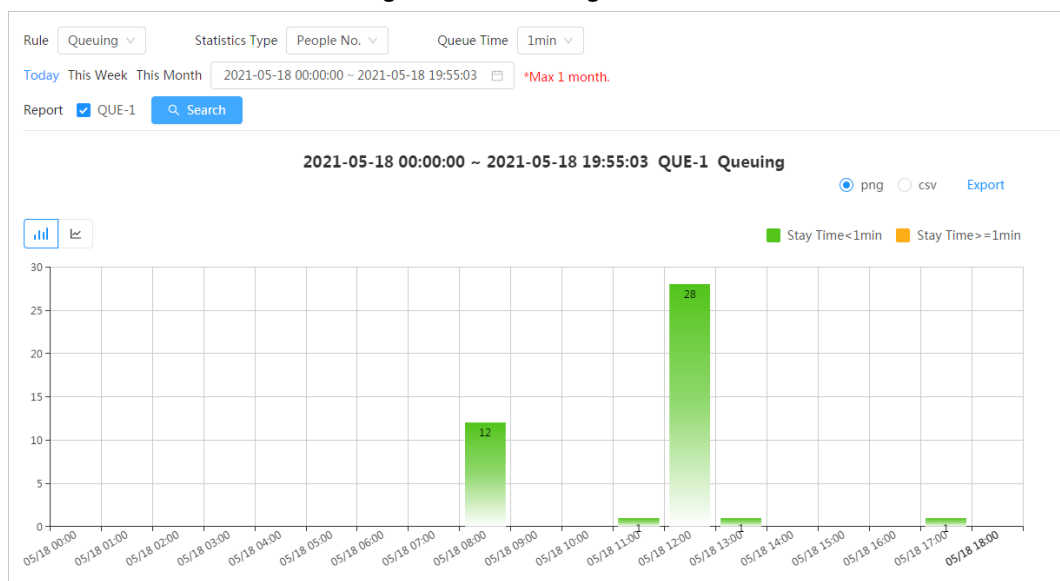 Rule Queuing Statistics Type People No. Queue Time 1min
Today This Week This Month 2021-05-18 00:00:00 ~ 2021-05-18 19:55:03 *Max 1 month.
Report QUE-1 Search
2021-05-18 00:00:00 ~ 2021-05-18 19:55:03 QUE-1 Queuing
png csv Export
Stay Time<1min Stay Time>=1min
30
28
25
20
15
12
10
5
0
1 1 1
05/18 00:00 05/18 01:00 05/18 02:00 05/18 03:00 05/18 04:00 05/18 05:00 05/18 06:00 05/18 07:00 05/18 08:00 05/18 09:00 05/18 10:00 05/18 11:00 05/18 12:00 05/18 13:00 05/18 14:00 05/18 15:00 05/18 16:00 05/18 17:00 05/18 18:00